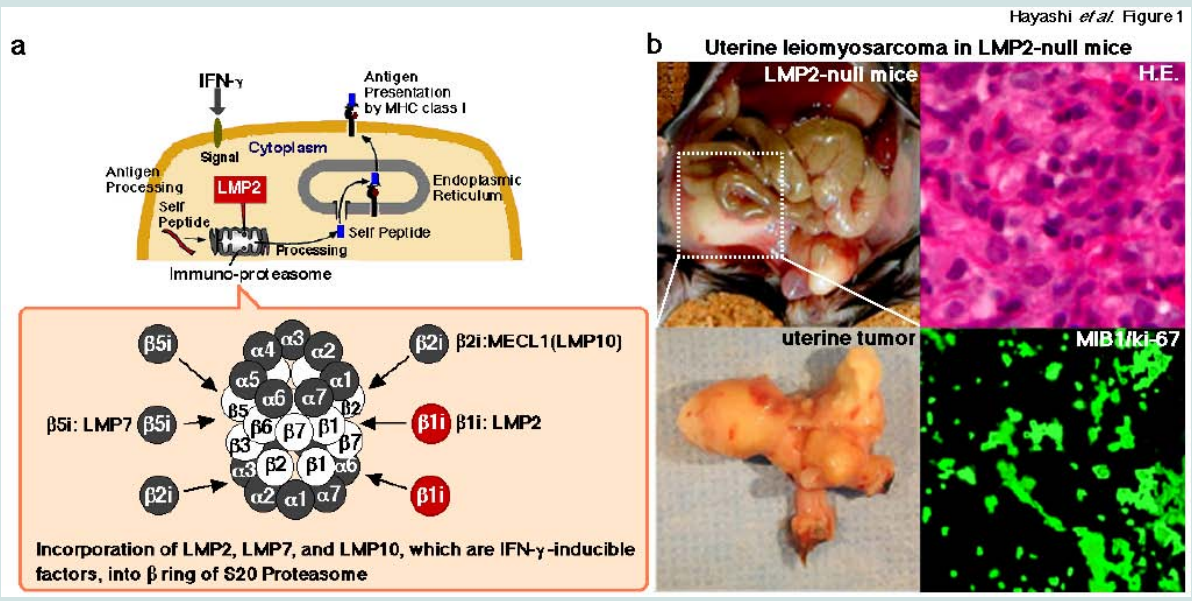 Hayashi et al. Figure 1
a
IFN-γ
Signal
Antigen
Presentation
by MHC class I
Cytoplasm
Antigen
Processing
LMP2
Endoplasmic
Reticulum
Self
Peptide
Self Peptide
Processing
Immuno-proteasome
β5i
α4
α3
α2
β2i
β2i:MECL1(LMP10)
α5
α1
α6
α7
β5
β2
β5i: LMP7
β5i
β6
β7
β1
β1i
β1i: LMP2
β3
β7
β2
β1
α3
α6
β2i
α2
α1
α7
β1i
Incorporation of LMP2, LMP7, and LMP10, which are IFN-γ-inducible
factors, into β ring of S20 Proteasome
b
Uterine leiomyosarcoma in LMP2-null mice
LMP2-null mice
H.E.
uterine tumor
MIB1/ki-67